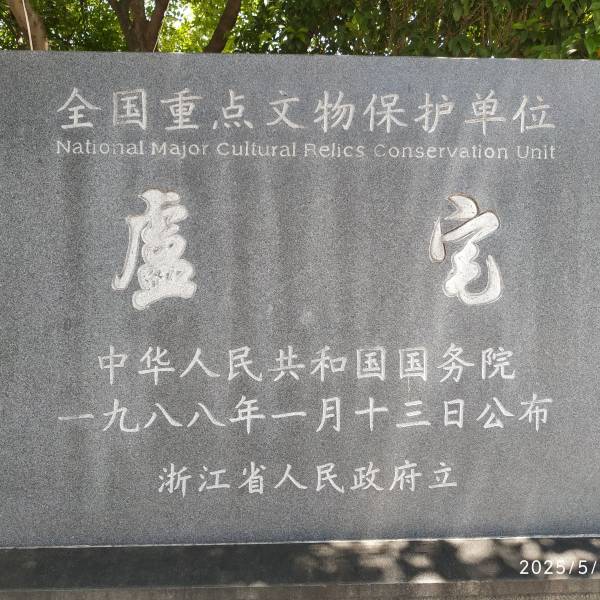 全国重点文物保护单位
National Major Cultural Relics Conservation Unit
盧宅
中华人民共和国国务院
一九八八年一月十三日公布
浙江省人民政府立
2025/5/